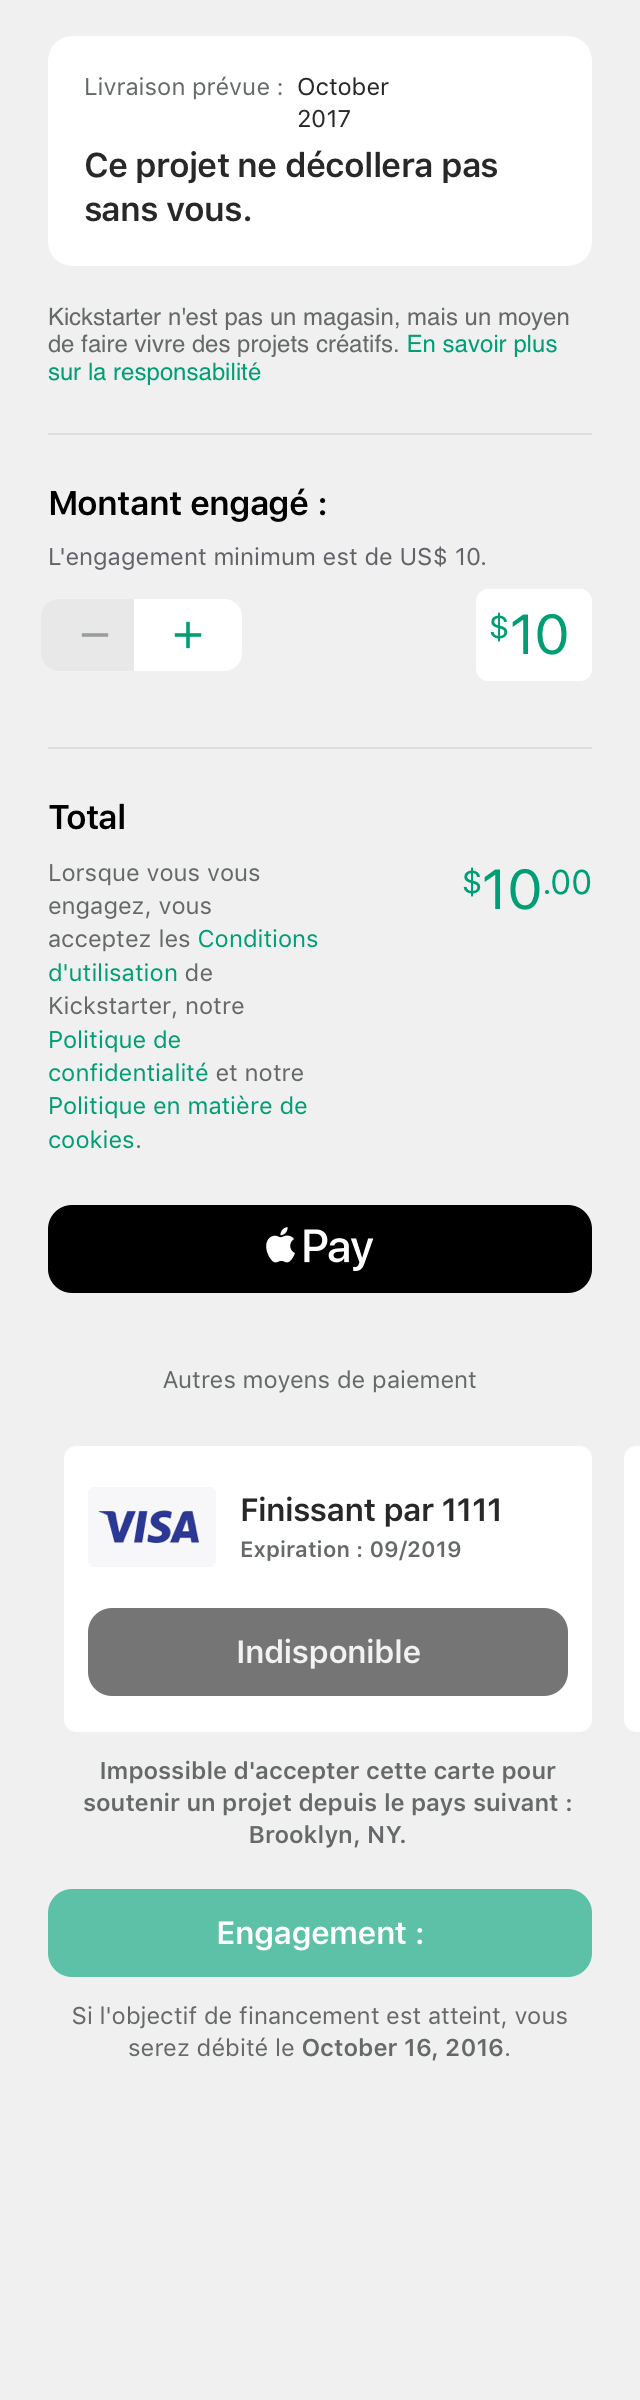 Livraison prévue : October
2017
Ce projet ne décollera pas
sans vous.
Kickstarter n'est pas un magasin, mais un moyen
de faire vivre des projets créatifs. En savoir plus
sur la responsabilité
Montant engagé :
L'engagement minimum est de US$ 10.
− + $10
Total
$10.00
Lorsque vous vous
engagez, vous
acceptez les Conditions
d'utilisation de
Kickstarter, notre
Politique de
confidentialité et notre
Politique en matière de
cookies.
Pay
Autres moyens de paiement
VISA
Finissant par 1111
Expiration : 09/2019
Indisponible
Impossible d'accepter cette carte pour
soutenir un projet depuis le pays suivant :
Brooklyn, NY.
Engagement :
Si l'objectif de financement est atteint, vous
serez débité le October 16, 2016.